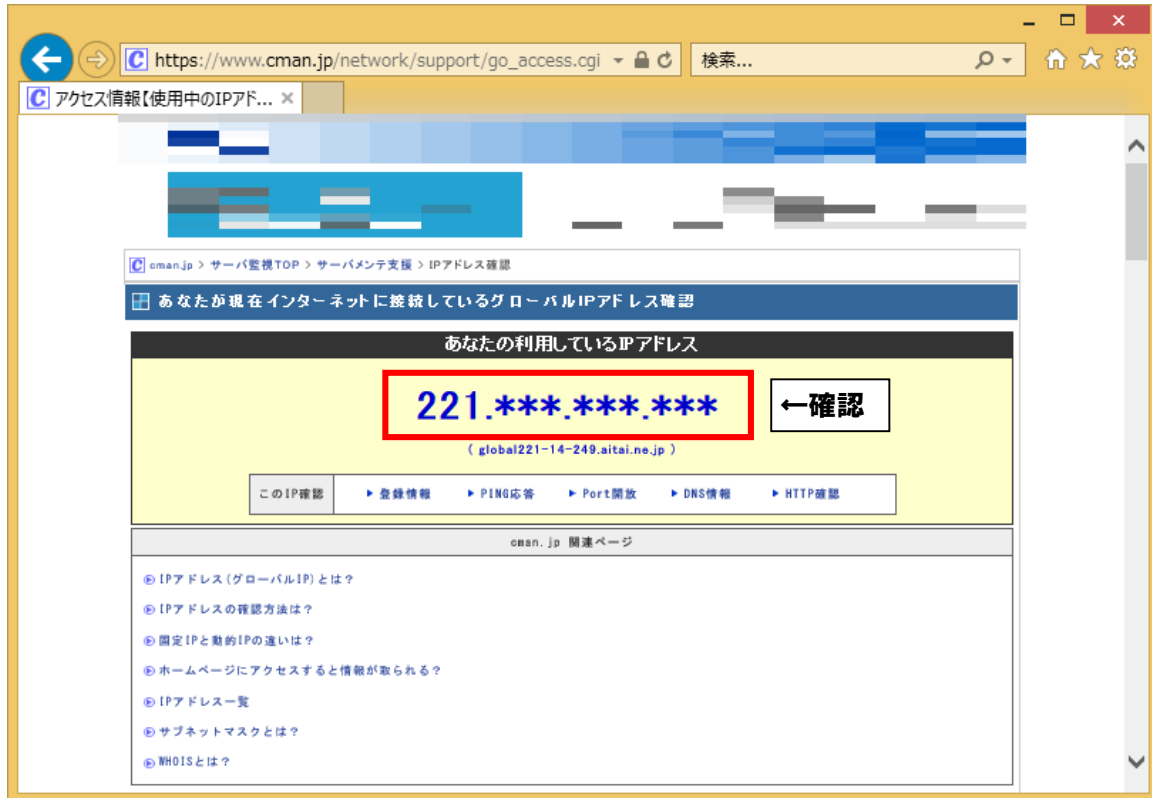 https://www.cman.jp/network/support/go_access.cgi
検索...
アクセス情報【使用中のIPアド...
cman.jp > サーバ監視TOP > サーバメンテ支援 > IPアドレス確認
あなたが現在インターネットに接続しているグローバルIPアドレス確認
あなたの利用しているIPアドレス
221.***.***.***
←確認
( global221-14-249.aitai.ne.jp )
このIP確認 ▶ 登録情報 ▶ PING応答 ▶ Port開放 ▶ DNS情報 ▶ HTTP確認
cman.jp 関連ページ
IPアドレス(グローバルIP)とは?
IPアドレスの確認方法は?
固定IPと動的IPの違いは?
ホームページにアクセスすると情報が取られる?
IPアドレス一覧
サブネットマスクとは?
WHOISとは?